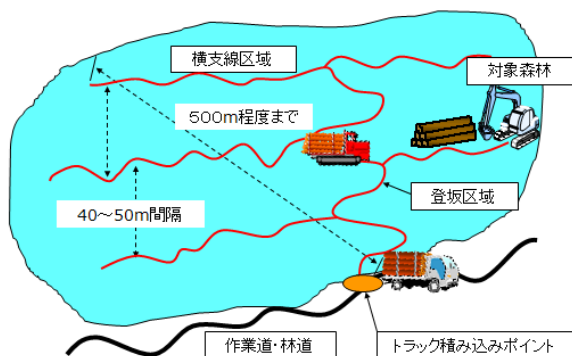 横支線区域
対象森林
500m程度まで
登坂区域
40～50m間隔
作業道・林道
トラック積み込みポイント